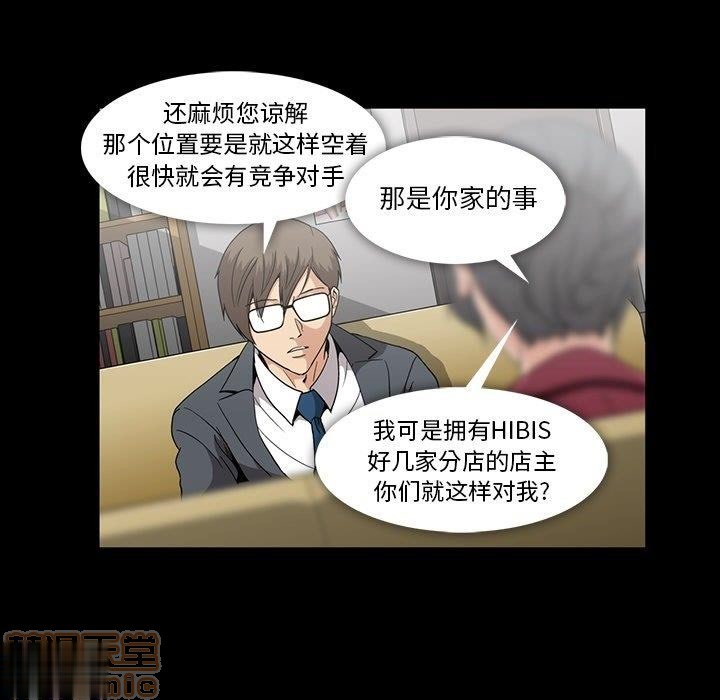 还麻烦您谅解
那个位置要是就这样空着
很快就会有竞争对手
那是你家的事
我可是拥有HIBIS
好几家分店的店主
你们就这样对我?